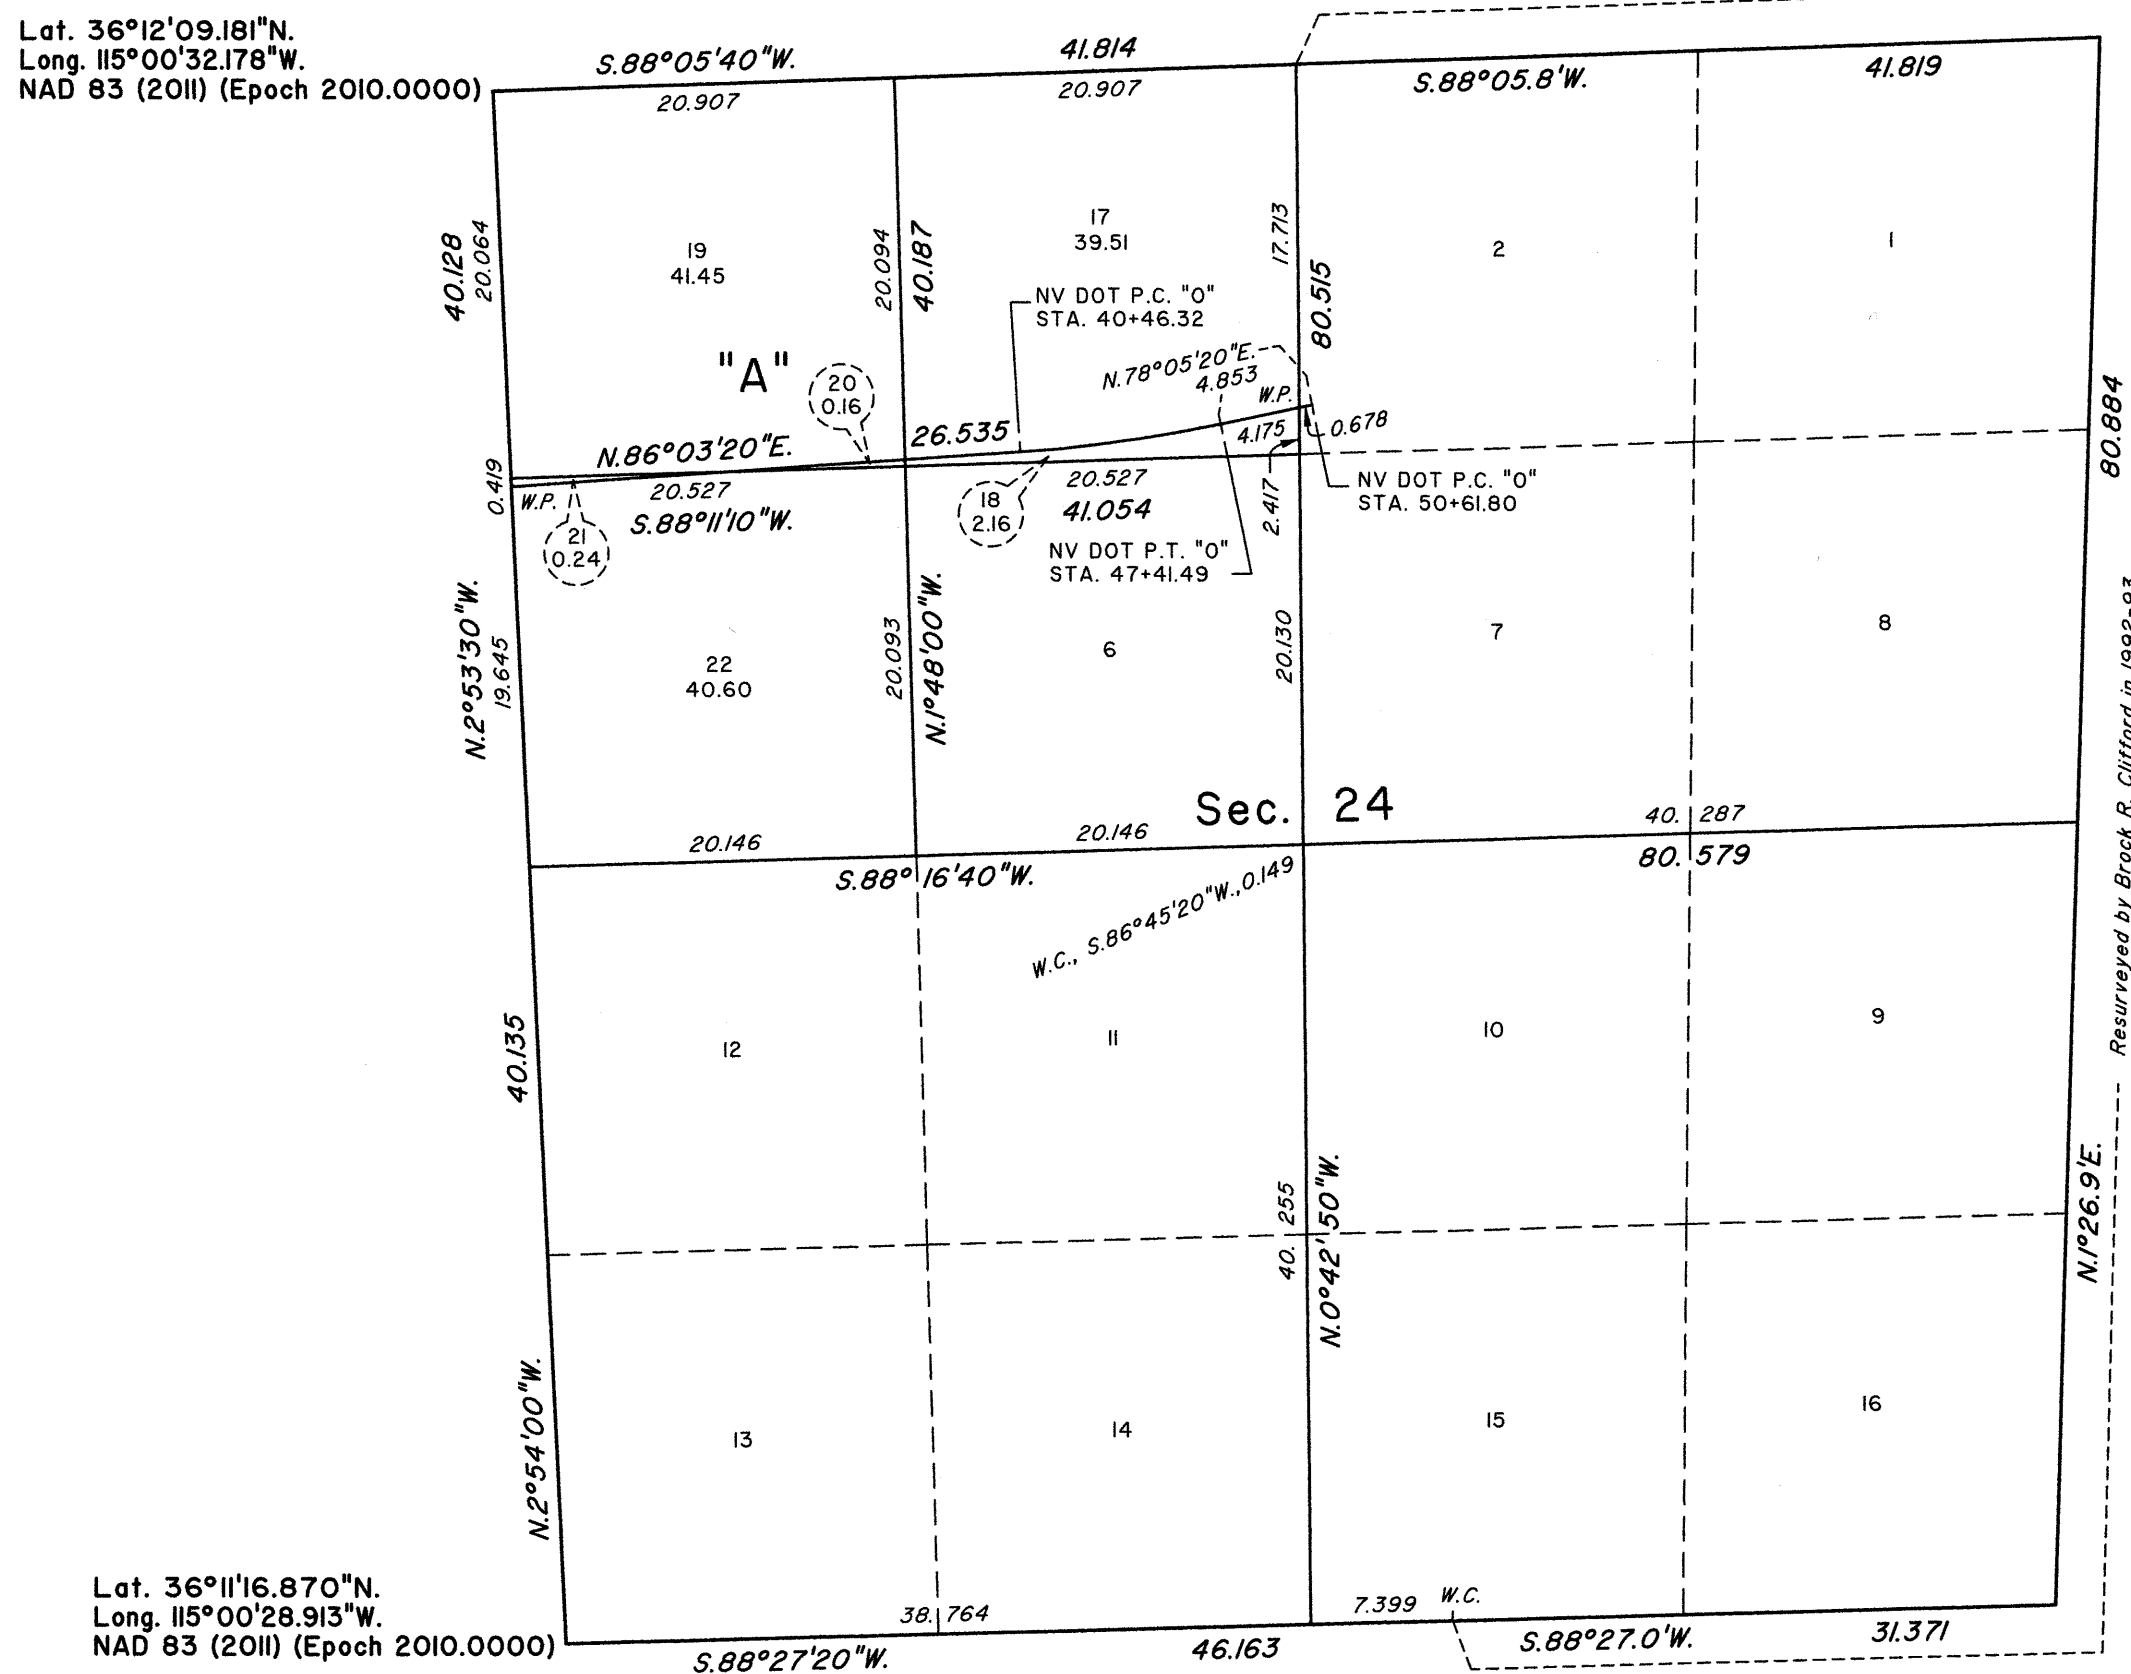 Lat. 36°12'09.181"N.
Long. 115°00'32.178"W.
NAD 83 (2011) (Epoch 2010.0000)
S.88°05'40"W.
41.814
S.88°05.8'W.
41.819
20.907
20.907
40.128
20.064
19
41.45
20.094
40.187
17
39.51
17.713
80.515
2
1
NV DOT P.C. "O"
STA. 40+46.32
"A"
20
0.16
N.78°05'20"E.
4.853
W.P.
26.535
4.175
0.678
80.884
N.86°03'20"E.
0.419
W.P.
20.527
S.88°11'10"W.
21
0.24
18
2.16
20.527
41.054
2.417
NV DOT P.C. "O"
STA. 50+61.80
NV DOT P.T. "O"
STA. 47+41.49
N.2°53'30"W.
19.645
22
40.60
20.093
N.1°48'00"W.
6
20.130
7
8
Resurveyed by Brock R. Clifford in 1992-93
Sec. 24
20.146
20.146
40.287
S.88°16'40"W.
80.579
W.C., S.86°45'20"W., 0.149
40.135
12
11
10
9
40.255
N.0°42'50"W.
N.1°26.9'E.
N.2°54'00"W.
13
14
15
16
Lat. 36°11'16.870"N.
Long. 115°00'28.913"W.
NAD 83 (2011) (Epoch 2010.0000)
38.764
7.399 W.C.
S.88°27'20"W.
46.163
S.88°27.0'W.
31.371